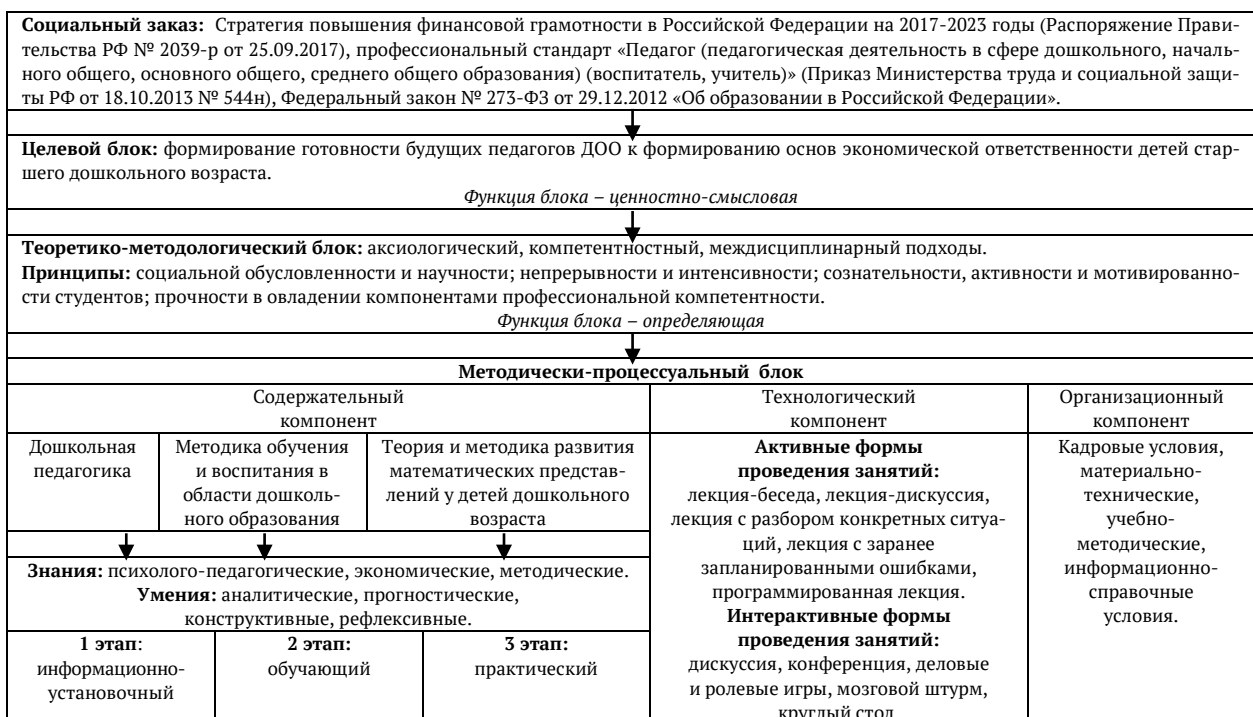 Социальный заказ: Стратегия повышения финансовой грамотности в Российской Федерации на 2017-2023 годы (Распоряжение Прави-
тельства РФ № 2039-р от 25.09.2017), профессиональный стандарт «Педагог (педагогическая деятельность в сфере дошкольного, началь-
ного общего, основного общего, среднего общего образования) (воспитатель, учитель)» (Приказ Министерства труда и социальной защи-
ты РФ от 18.10.2013 № 544н), Федеральный закон № 273-ФЗ от 29.12.2012 «Об образовании в Российской Федерации».
Целевой блок: формирование готовности будущих педагогов ДОО к формированию основ экономической ответственности детей стар-
шего дошкольного возраста.
Функция блока – ценностно-смысловая
Теоретико-методологический блок: аксиологический, компетентностный, междисциплинарный подходы.
Принципы: социальной обусловленности и научности; непрерывности и интенсивности; сознательности, активности и мотивированно-
сти студентов; прочности в овладении компонентами профессиональной компетентности.
Функция блока – определяющая
Методически-процессуальный блок
Содержательный
компонент
Дошкольная
педагогика
Методика обучения
и воспитания в
области дошколь-
ного образования
Теория и методика развития
математических представ-
лений у детей дошкольного
возраста
Знания: психолого-педагогические, экономические, методические.
Умения: аналитические, прогностические,
конструктивные, рефлексивные.
1 этап:
информационно-
установочный
2 этап:
обучающий
3 этап:
практический
Технологический
компонент
Активные формы
проведения занятий:
лекция-беседа, лекция-дискуссия,
лекция с разбором конкретных ситуа-
ций, лекция с заранее
запланированными ошибками,
программированная лекция.
Интерактивные формы
проведения занятий:
дискуссия, конференция, деловые
и ролевые игры, мозговой штурм,
круглый стол
Организационный
компонент
Кадровые условия,
материально-
технические,
учебно-
методические,
информационно-
справочные
условия.